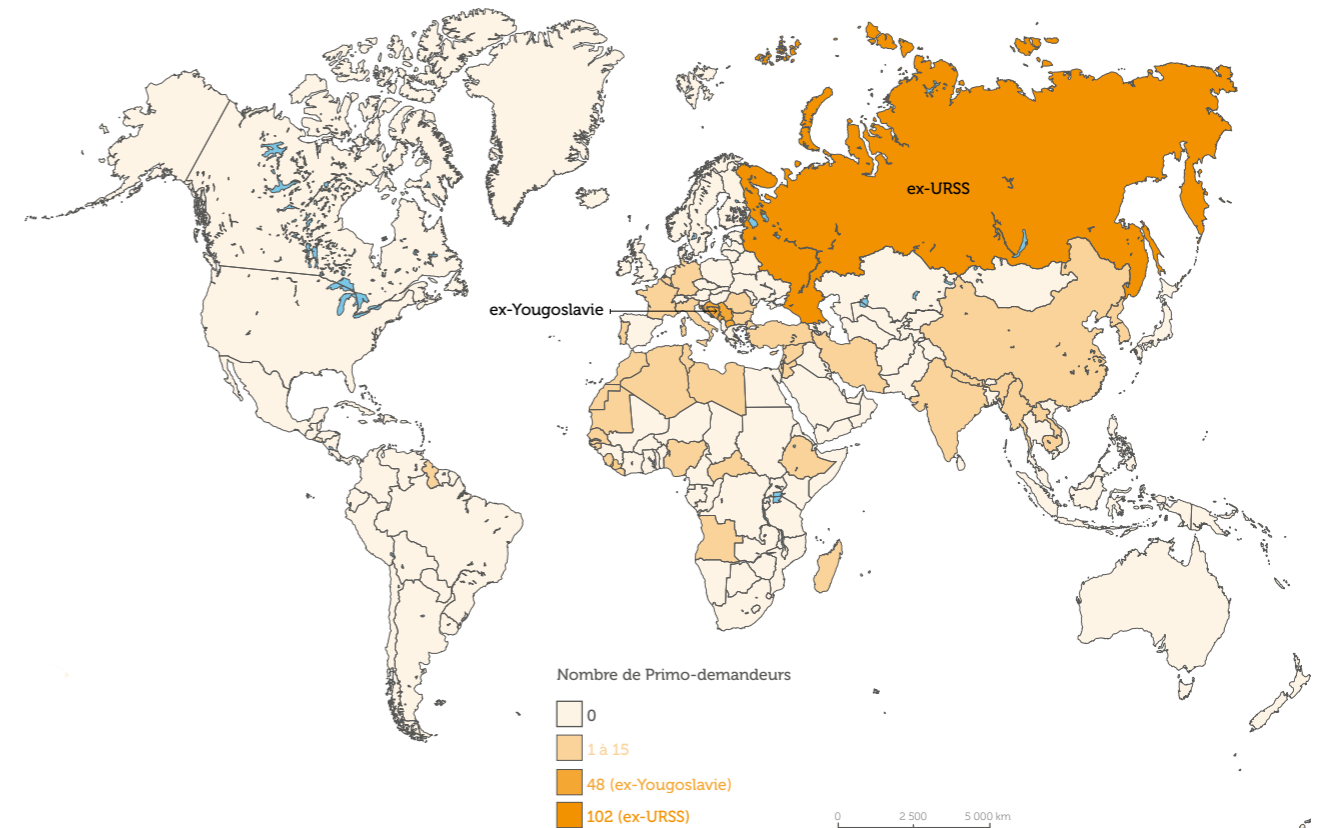 ex-URSS
ex-Yougoslavie
Nombre de Primo-demandeurs
0
1 à 15
48 (ex-Yougoslavie)
102 (ex-URSS)
0 2 500 5 000 km